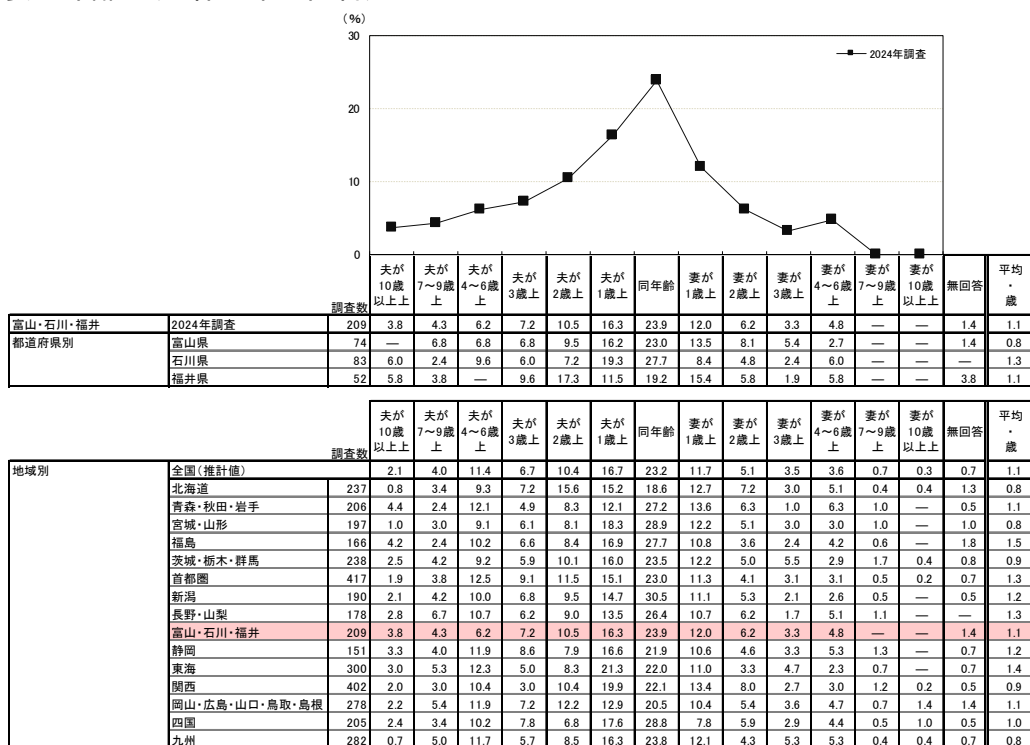 (%)
30
20
10
0
2024年調査
調査数 夫が10歳以上上 夫が7～9歳上 夫が4～6歳上 夫が3歳上 夫が2歳上 夫が1歳上 同年齢 妻が1歳上 妻が2歳上 妻が3歳上 妻が4～6歳上 妻が7～9歳上 妻が10歳以上上 無回答 平均・歳
富山・石川・福井 2024年調査 209 3.8 4.3 6.2 7.2 10.5 16.3 23.9 12.0 6.2 3.3 4.8 — — 1.4 1.1
都道府県別 富山県 74 — 6.8 6.8 6.8 9.5 16.2 23.0 13.5 8.1 5.4 2.7 — — 1.4 0.8
石川県 83 6.0 2.4 9.6 6.0 7.2 19.3 27.7 8.4 4.8 2.4 6.0 — — — 1.3
福井県 52 5.8 3.8 — 9.6 17.3 11.5 19.2 15.4 5.8 1.9 5.8 — — 3.8 1.1
調査数 夫が10歳以上上 夫が7～9歳上 夫が4～6歳上 夫が3歳上 夫が2歳上 夫が1歳上 同年齢 妻が1歳上 妻が2歳上 妻が3歳上 妻が4～6歳上 妻が7～9歳上 妻が10歳以上上 無回答 平均・歳
地域別 全国(推計値) 2.1 4.0 11.4 6.7 10.4 16.7 23.2 11.7 5.1 3.5 3.6 0.7 0.3 0.7 1.1
北海道 237 0.8 3.4 9.3 7.2 15.6 15.2 18.6 12.7 7.2 3.0 5.1 0.4 0.4 1.3 0.8
青森・秋田・岩手 206 4.4 2.4 12.1 4.9 8.3 12.1 27.2 13.6 6.3 1.0 6.3 1.0 — 0.5 1.1
宮城・山形 197 1.0 3.0 9.1 6.1 8.1 18.3 28.9 12.2 5.1 3.0 3.0 1.0 — 1.0 0.8
福島 166 4.2 2.4 10.2 6.6 8.4 16.9 27.7 10.8 3.6 2.4 4.2 0.6 — 1.8 1.5
茨城・栃木・群馬 238 2.5 4.2 9.2 5.9 10.1 16.0 23.5 12.2 5.0 5.5 2.9 1.7 0.4 0.8 0.9
首都圏 417 1.9 3.8 12.5 9.1 11.5 15.1 23.0 11.3 4.1 3.1 3.1 0.5 0.2 0.7 1.3
新潟 190 2.1 4.2 10.0 6.8 9.5 14.7 30.5 11.1 5.3 2.1 2.6 0.5 — 0.5 1.2
長野・山梨 178 2.8 6.7 10.7 6.2 9.0 13.5 26.4 10.7 6.2 1.7 5.1 1.1 — — 1.3
富山・石川・福井 209 3.8 4.3 6.2 7.2 10.5 16.3 23.9 12.0 6.2 3.3 4.8 — — 1.4 1.1
静岡 151 3.3 4.0 11.9 8.6 7.9 16.6 21.9 10.6 4.6 3.3 5.3 1.3 — 0.7 1.2
東海 300 3.0 5.3 12.3 5.0 8.3 21.3 22.0 11.0 3.3 4.7 2.3 0.7 — 0.7 1.4
関西 402 2.0 3.0 10.4 3.0 10.4 19.9 22.1 13.4 8.0 2.7 3.0 1.2 0.2 0.5 0.9
岡山・広島・山口・鳥取・島根 278 2.2 5.4 11.9 7.2 12.2 12.9 20.5 10.4 5.4 3.6 4.7 0.7 1.4 1.4 1.1
四国 205 2.4 3.4 10.2 7.8 6.8 17.6 28.8 7.8 5.9 2.9 4.4 0.5 1.0 0.5 1.0
九州 282 0.7 5.0 11.7 5.7 8.5 16.3 23.8 12.1 4.3 5.3 5.3 0.4 0.4 0.7 0.8